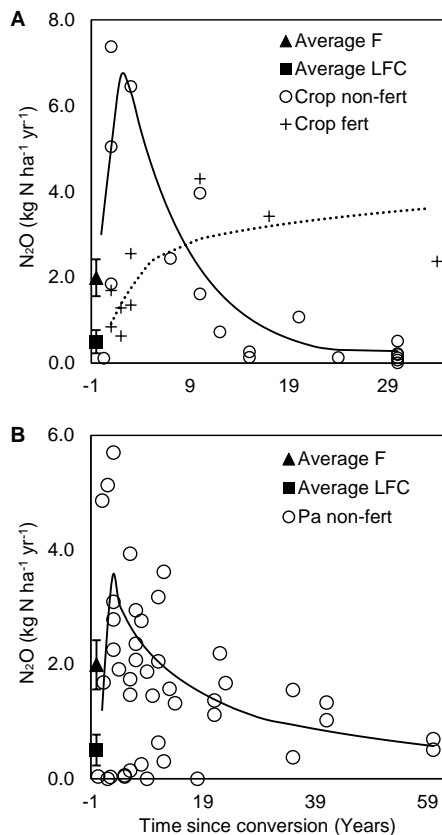 A
8.0
6.0
4.0
2.0
0.0
N₂O (kg N ha⁻¹ yr⁻¹)
Average F
Average LFC
Crop non-fert
Crop fert
-1 9 19 29
B
6.0
4.0
2.0
0.0
N₂O (kg N ha⁻¹ yr⁻¹)
Average F
Average LFC
Pa non-fert
-1 19 39 59
Time since conversion (Years)